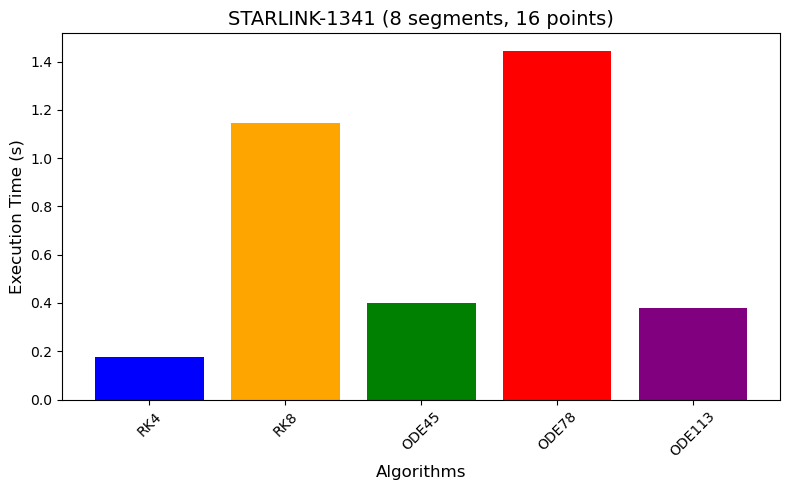 STARLINK-1341 (8 segments, 16 points)
Execution Time (s)
1.4
1.2
1.0
0.8
0.6
0.4
0.2
0.0
RK4
RK8
ODE45
ODE78
ODE113
Algorithms